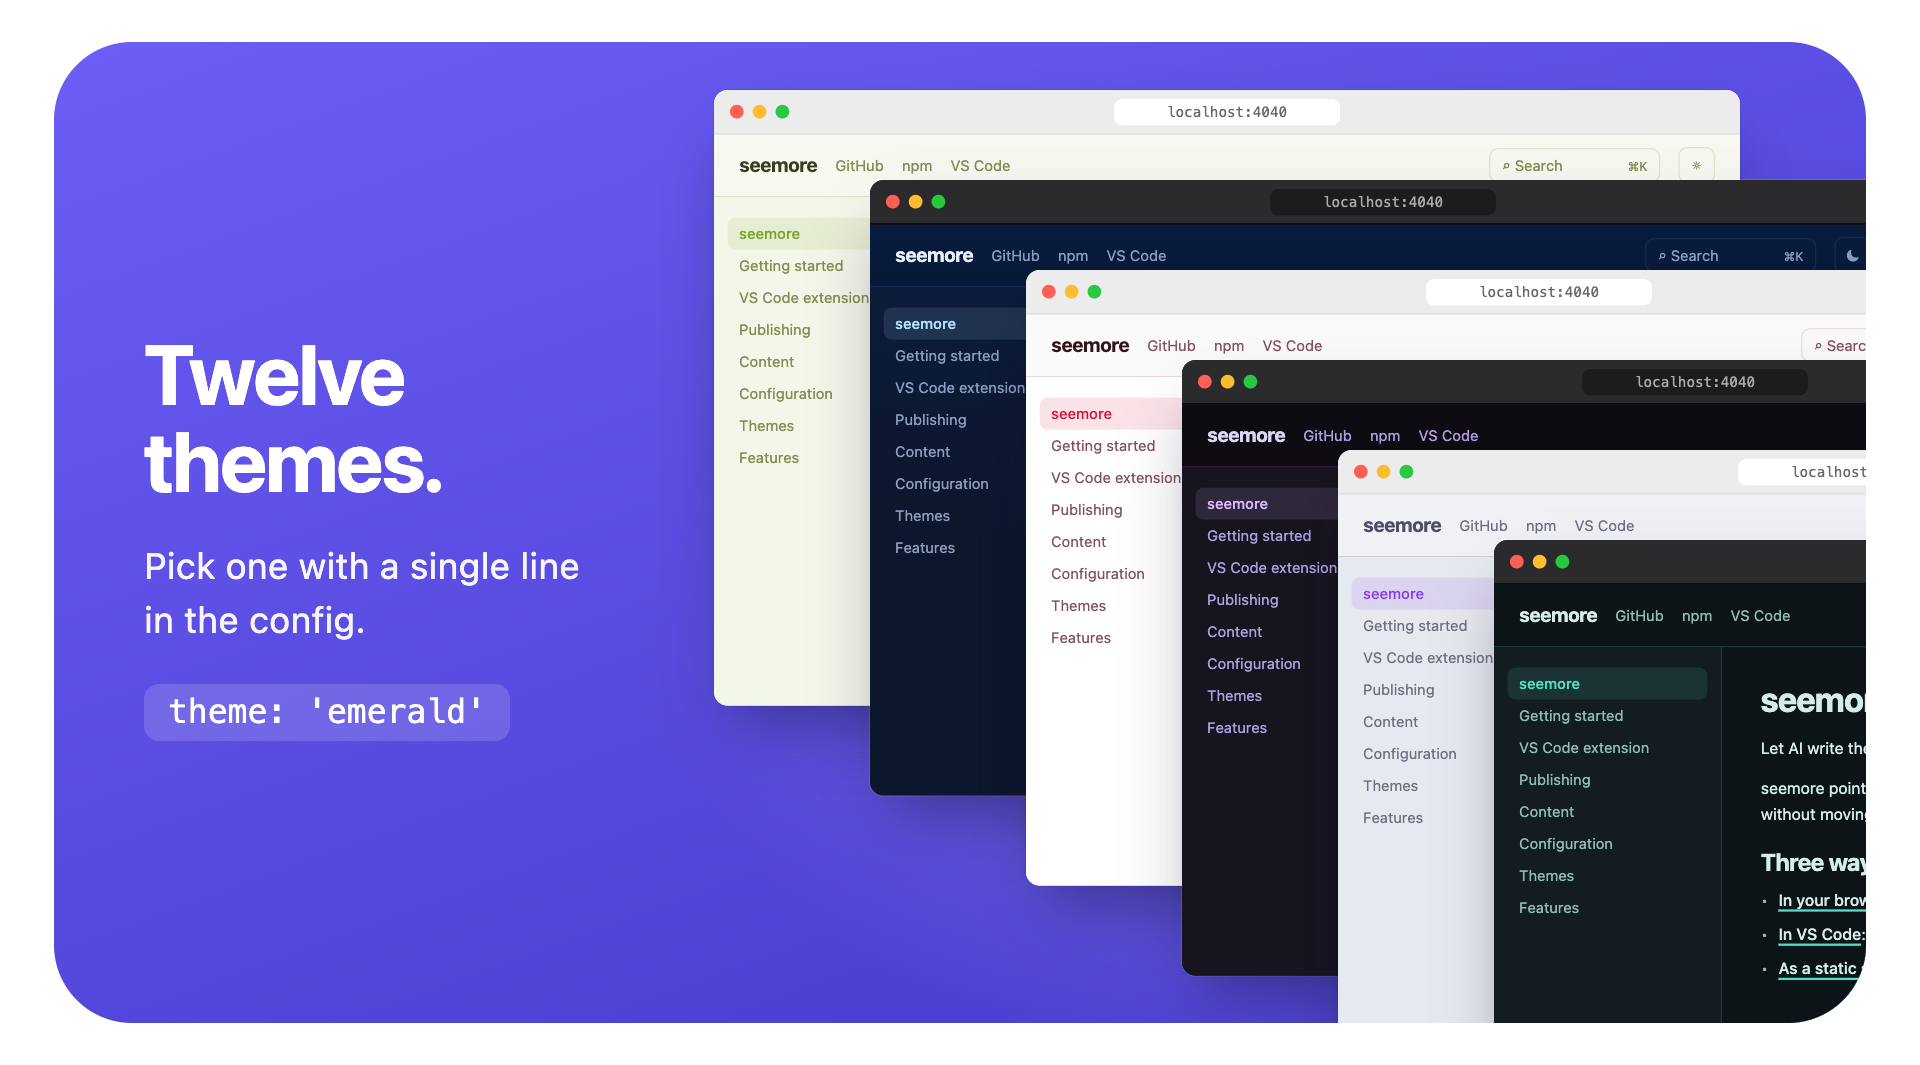 Twelve
themes.
Pick one with a single line
in the config.
theme: 'emerald'
localhost:4040
seemore GitHub npm VS Code Search ⌘K
seemore
Getting started
VS Code extension
Publishing
Content
Configuration
Themes
Features
localhost:4040
seemore GitHub npm VS Code Search ⌘K
seemore
Getting started
VS Code extension
Publishing
Content
Configuration
Themes
Features
localhost:4040
seemore GitHub npm VS Code Searc
seemore
Getting started
VS Code extension
Publishing
Content
Configuration
Themes
Features
localhost:4040
seemore GitHub npm VS Code
seemore
Getting started
VS Code extension
Publishing
Content
Configuration
Themes
Features
localhost
seemore GitHub npm VS Code
seemore
Getting started
VS Code extension
Publishing
Content
Configuration
Themes
Features
seemore GitHub npm VS Code
seemore
Getting started
VS Code extension
Publishing
Content
Configuration
Themes
Features
seemo
Let AI write the
seemore point
without moving
Three way
In your brow
In VS Code:
As a static